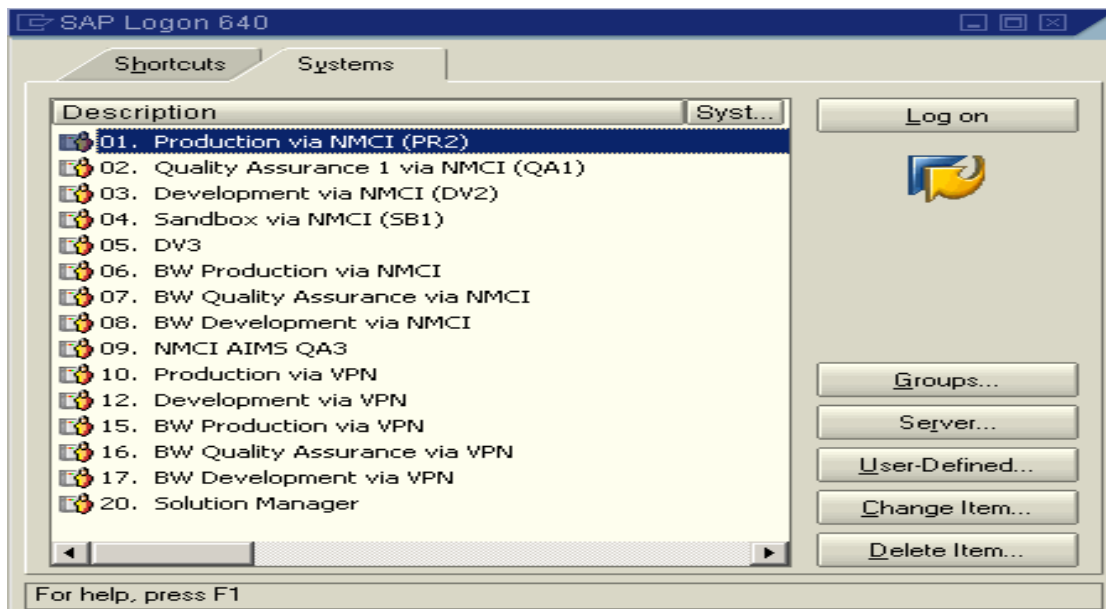 SAP Logon 640
Shortcuts Systems
Description Syst...
01. Production via NMCI (PR2)
02. Quality Assurance 1 via NMCI (QA1)
03. Development via NMCI (DV2)
04. Sandbox via NMCI (SB1)
05. DV3
06. BW Production via NMCI
07. BW Quality Assurance via NMCI
08. BW Development via NMCI
09. NMCI AIMS QA3
10. Production via VPN
12. Development via VPN
15. BW Production via VPN
16. BW Quality Assurance via VPN
17. BW Development via VPN
20. Solution Manager
Log on
Groups...
Server...
User-Defined...
Change Item...
Delete Item...
For help, press F1